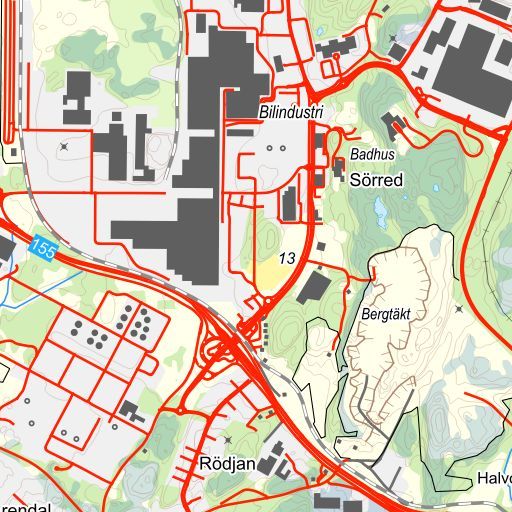 Bilindustri
Badhus
Sörred
155
13
Bergtäkt
Rödjan
Halvo
rendal